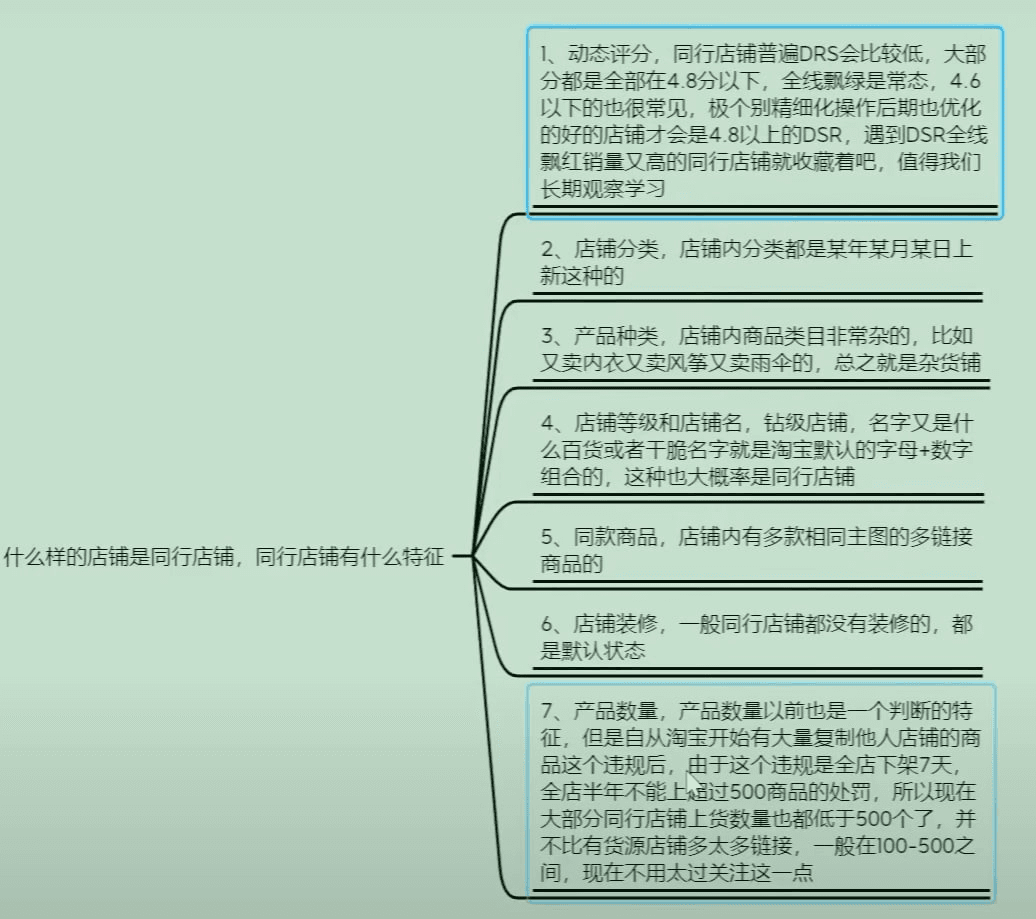 1、动态评分，同行店铺普遍DRS会比较低，大部
分都是全部在4.8分以下，全线飘绿是常态，4.6
以下的也很常见，极个别精细化操作后期也优化
的好的店铺才会是4.8以上的DSR，遇到DSR全线
飘红销量又高的同行店铺就收藏着吧，值得我们
长期观察学习
2、店铺分类，店铺内分类都是某年某月某日上
新这种的
3、产品种类，店铺内商品类目非常杂的，比如
又卖内衣又卖风筝又卖雨伞的，总之就是杂货铺
4、店铺等级和店铺名，钻级店铺，名字又是什
么百货或者干脆名字就是淘宝默认的字母+数字
组合的，这种也大概率是同行店铺
什么样的店铺是同行店铺，同行店铺有什么特征
5、同款商品，店铺内有多款相同主图的多链接
商品的
6、店铺装修，一般同行店铺都没有装修的，都
是默认状态
7、产品数量，产品数量以前也是一个判断的特
征，但是自从淘宝开始有大量复制他人店铺的商
品这个违规后，由于这个违规是全店下架7天，
全店半年不能上超过500商品的处罚，所以现在
大部分同行店铺上货数量也都低于500个了，并
不比有货源店铺多太多链接，一般在100-500之
间，现在不用太过关注这一点